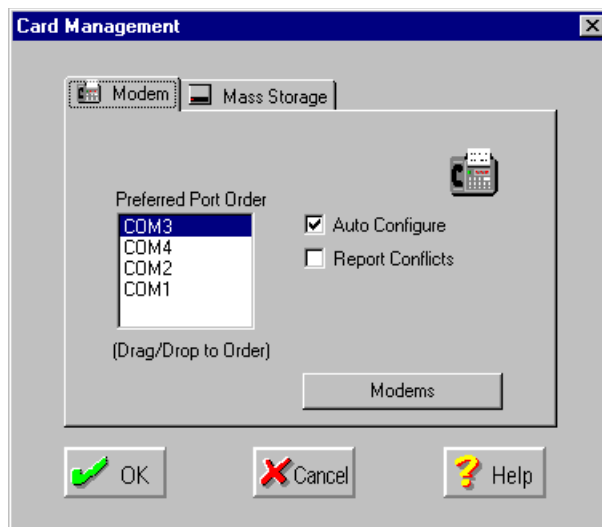 Card Management
Modem
Mass Storage
Preferred Port Order
COM3
COM4
COM2
COM1
(Drag/Drop to Order)
Auto Configure
Report Conflicts
Modems
OK
Cancel
Help